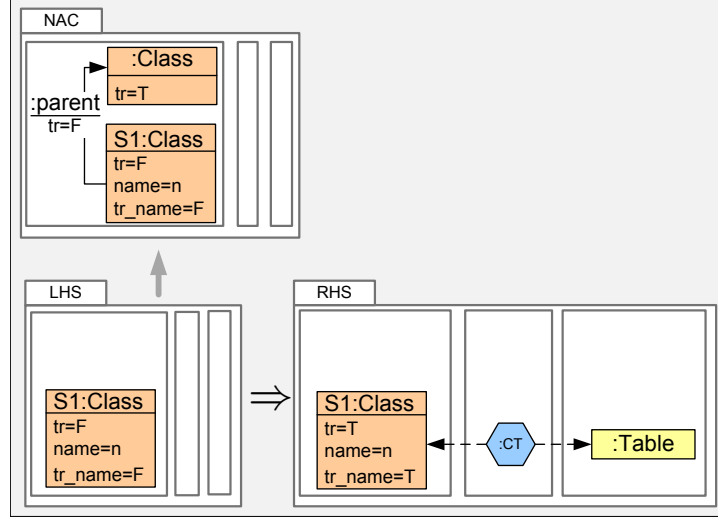 NAC
:Class
tr=T
:parent
tr=F
S1:Class
tr=F
name=n
tr_name=F
LHS
S1:Class
tr=F
name=n
tr_name=F
RHS
S1:Class
tr=T
name=n
tr_name=T
:CT
:Table